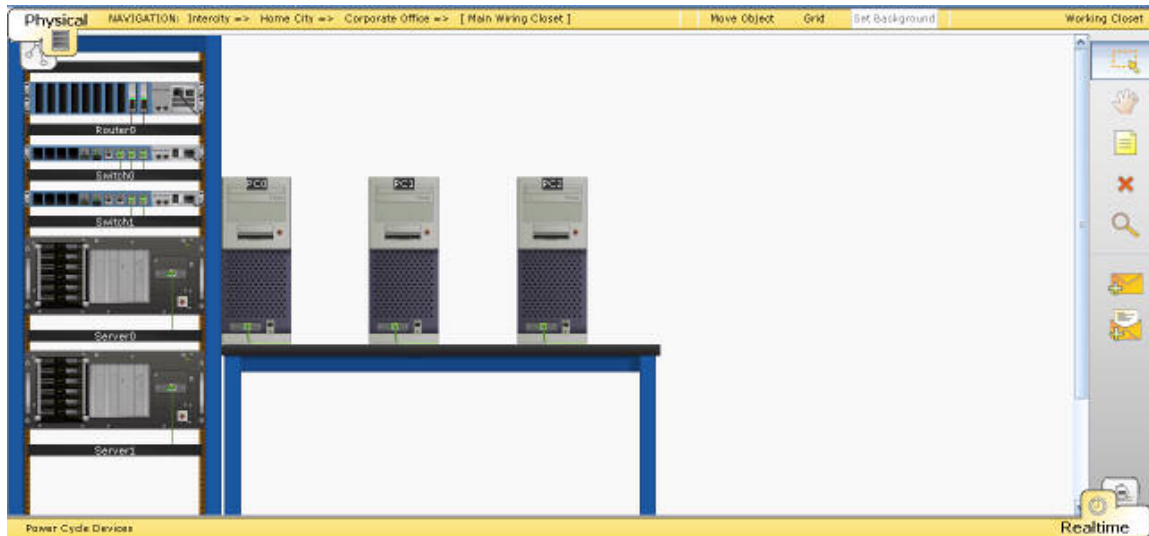 Physical
NAVIGATION: Intercity => Home City => Corporate Office => [ Main Wiring Closet ]
Move Object
Grid
Set Background
Working Closet
Router0
Switch0
Switch1
Server0
Server1
PC0
PC1
Power Cycle Devices
Realtime